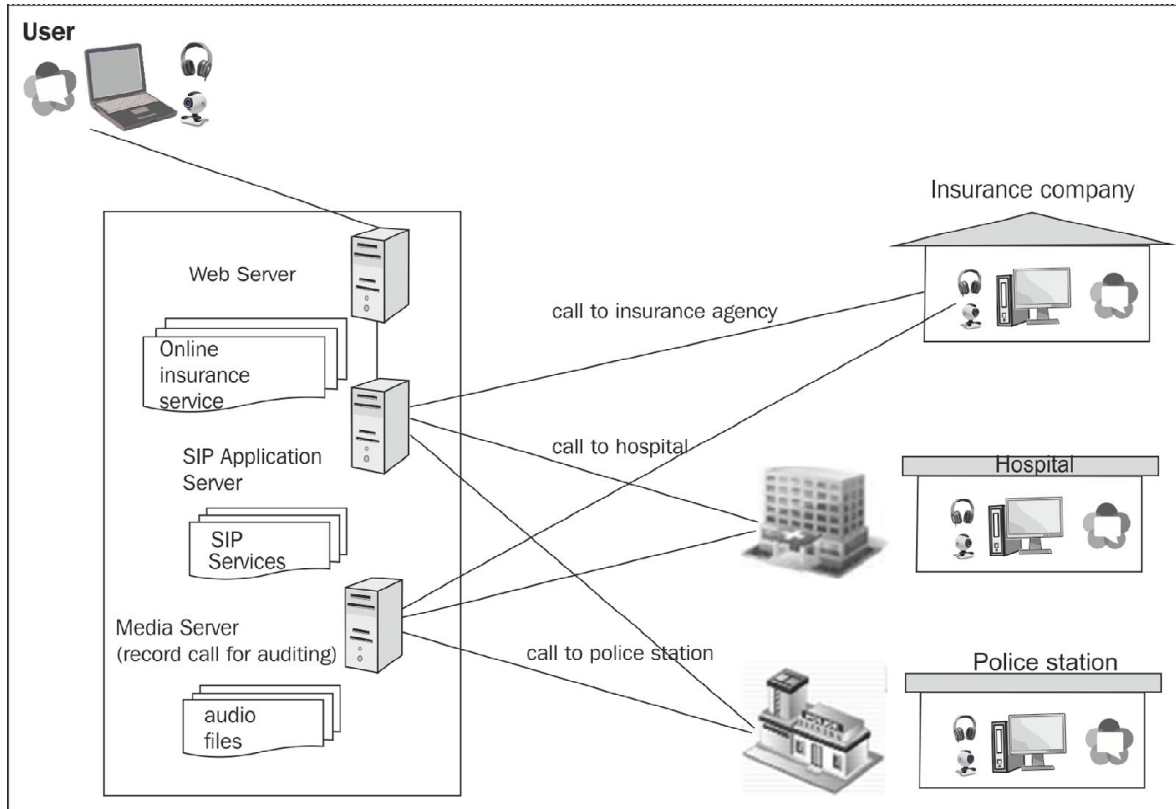 User
Insurance company
Web Server
call to insurance agency
Online
insurance
service
call to hospital
SIP Application
Server
Hospital
SIP
Services
Media Server
(record call for auditing)
call to police station
Police station
audio
files
POLICE